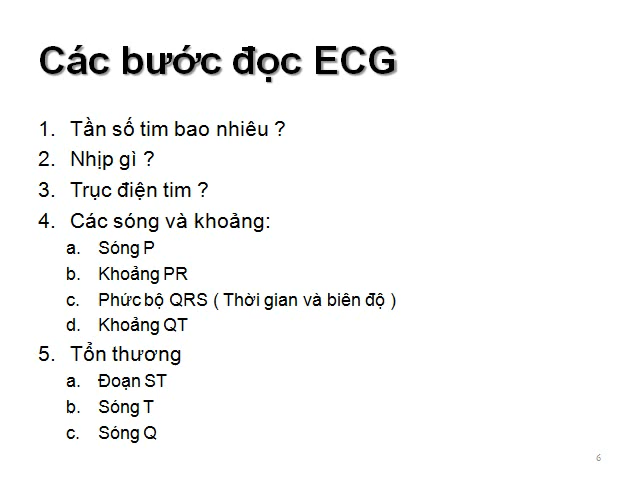 Các bước đọc ECG
1. Tần số tim bao nhiêu ?
2. Nhịp gì ?
3. Trục điện tim ?
4. Các sóng và khoảng:
a. Sóng P
b. Khoảng PR
c. Phức bộ QRS ( Thời gian và biên độ )
d. Khoảng QT
5. Tổn thương
a. Đoạn ST
b. Sóng T
c. Sóng Q
6